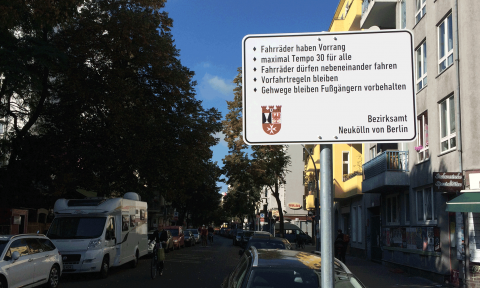 ♦ Fahrräder haben Vorrang
♦ maximal Tempo 30 für alle
♦ Fahrräder dürfen nebeneinander fahren
♦ Vorfahrtregeln bleiben
♦ Gehwege bleiben Fußgängern vorbehalten
Bezirksamt
Neukölln von Berlin